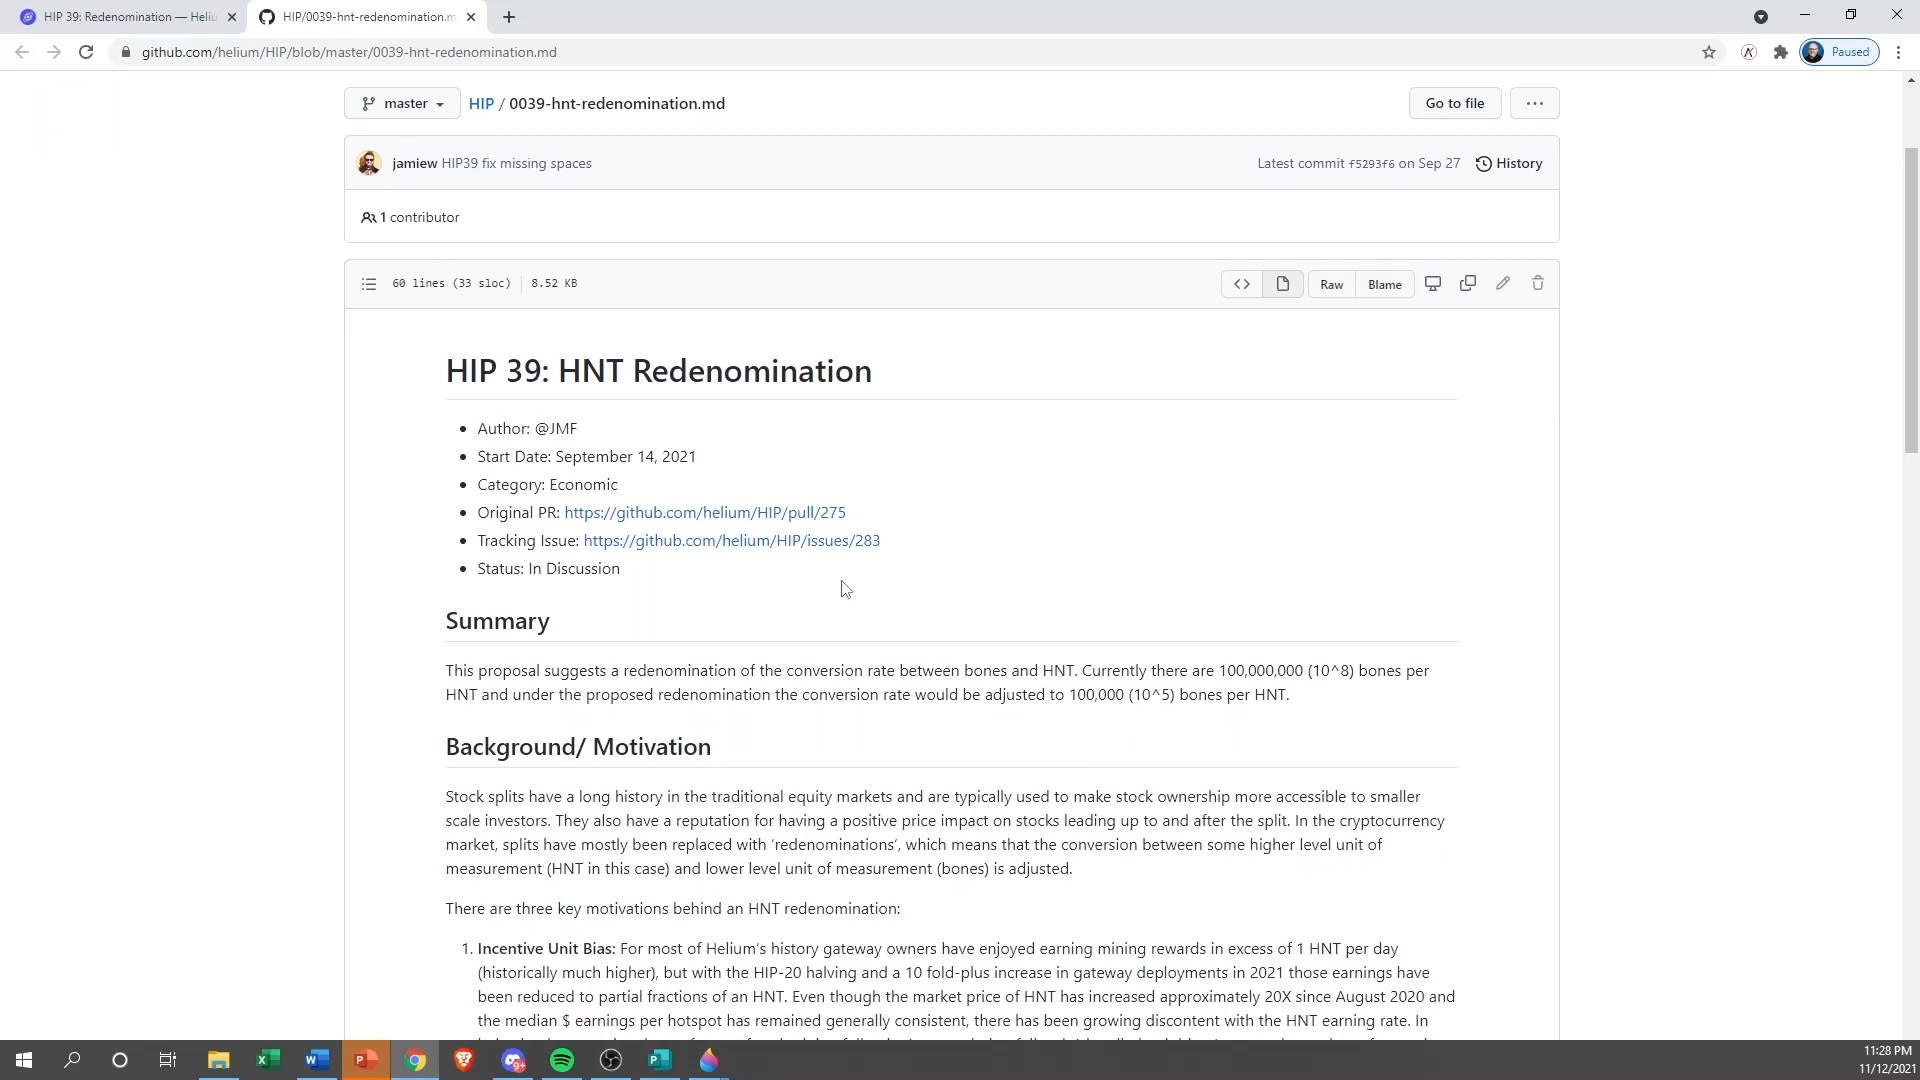 HIP 39: Redenomination — Heliu
HIP/0039-hnt-redenomination.m
github.com/helium/HIP/blob/master/0039-hnt-redenomination.md
Paused
master
HIP / 0039-hnt-redenomination.md
Go to file
jamiew HIP39 fix missing spaces
Latest commit f5293f6 on Sep 27
History
1 contributor
60 lines (33 sloc) 8.52 KB
Raw
Blame
HIP 39: HNT Redenomination
• Author: @JMF
• Start Date: September 14, 2021
• Category: Economic
• Original PR: https://github.com/helium/HIP/pull/275
• Tracking Issue: https://github.com/helium/HIP/issues/283
• Status: In Discussion
Summary
This proposal suggests a redenomination of the conversion rate between bones and HNT. Currently there are 100,000,000 (10^8) bones per
HNT and under the proposed redenomination the conversion rate would be adjusted to 100,000 (10^5) bones per HNT.
Background/ Motivation
Stock splits have a long history in the traditional equity markets and are typically used to make stock ownership more accessible to smaller
scale investors. They also have a reputation for having a positive price impact on stocks leading up to and after the split. In the cryptocurrency
market, splits have mostly been replaced with ‘redenominations’, which means that the conversion between some higher level unit of
measurement (HNT in this case) and lower level unit of measurement (bones) is adjusted.
There are three key motivations behind an HNT redenomination:
1. Incentive Unit Bias: For most of Helium's history gateway owners have enjoyed earning mining rewards in excess of 1 HNT per day
(historically much higher), but with the HIP-20 halving and a 10 fold-plus increase in gateway deployments in 2021 those earnings have
been reduced to partial fractions of an HNT. Even though the market price of HNT has increased approximately 20X since August 2020 and
the median $ earnings per hotspot has remained generally consistent, there has been growing discontent with the HNT earning rate. In
9+
11:28 PM
11/12/2021